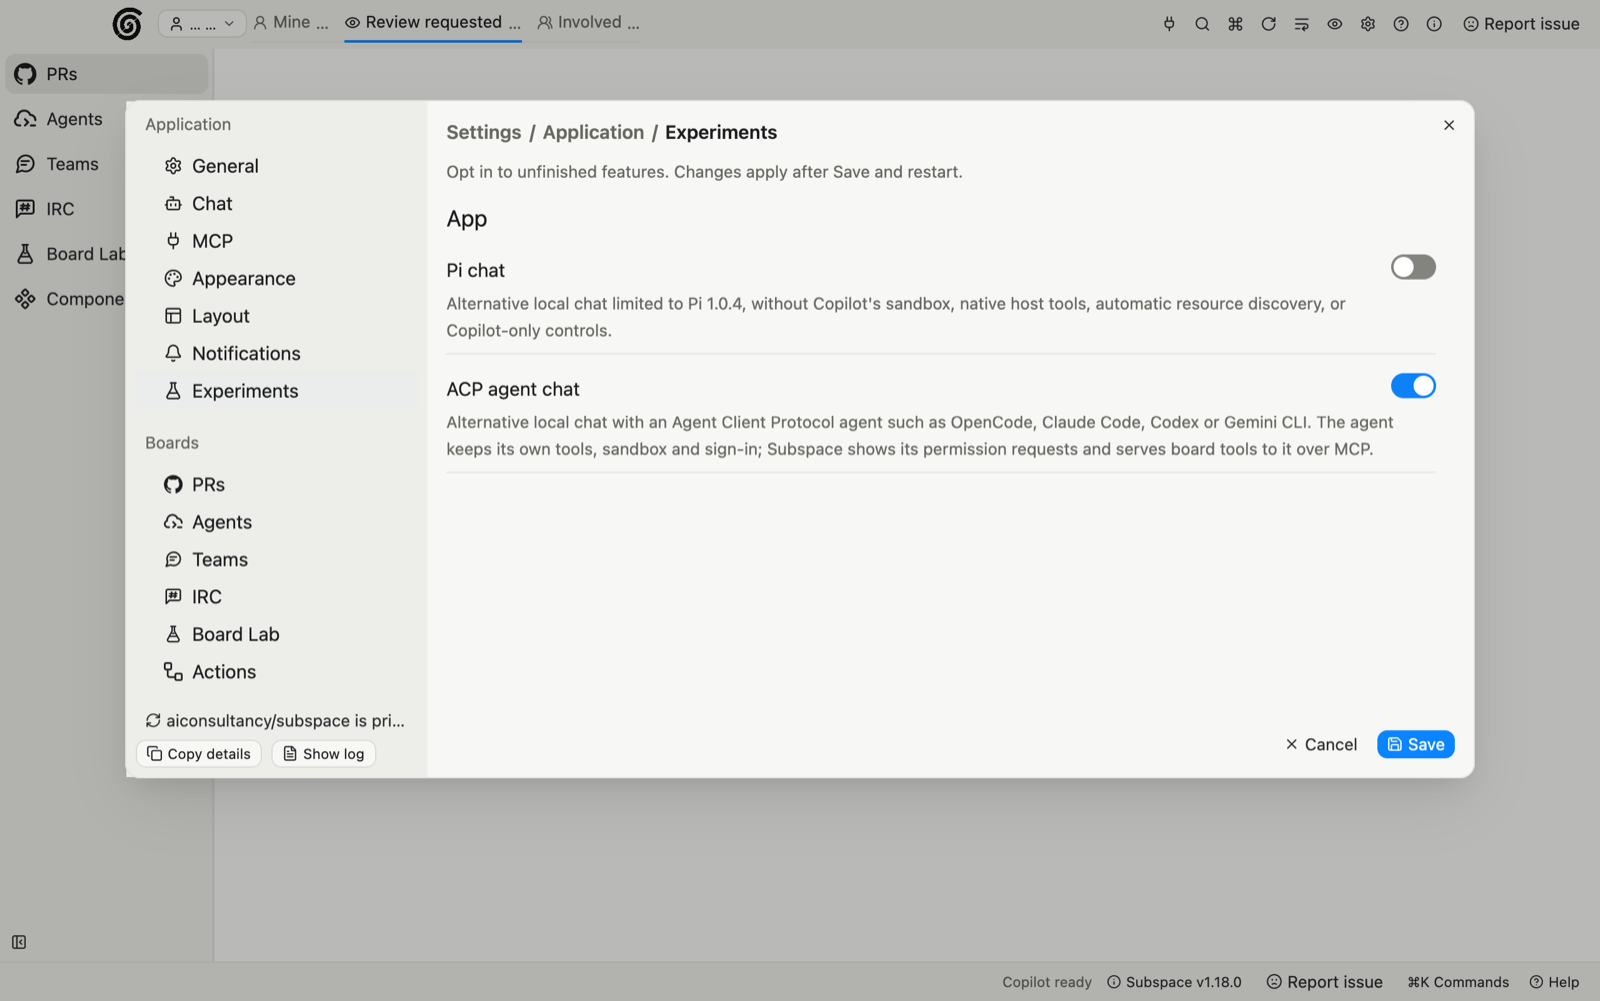 ... ...
Mine ...
Review requested ...
Involved ...
Report issue
PRs
Agents
Teams
IRC
Board Lab
Compone
Application
General
Chat
MCP
Appearance
Layout
Notifications
Experiments
Boards
PRs
Agents
Teams
IRC
Board Lab
Actions
aiconsultancy/subspace is pri...
Copy details
Show log
Settings / Application / Experiments
Opt in to unfinished features. Changes apply after Save and restart.
App
Pi chat
Alternative local chat limited to Pi 1.0.4, without Copilot's sandbox, native host tools, automatic resource discovery, or
Copilot-only controls.
ACP agent chat
Alternative local chat with an Agent Client Protocol agent such as OpenCode, Claude Code, Codex or Gemini CLI. The agent
keeps its own tools, sandbox and sign-in; Subspace shows its permission requests and serves board tools to it over MCP.
Cancel
Save
Copilot ready
Subspace v1.18.0
Report issue
⌘K Commands
Help